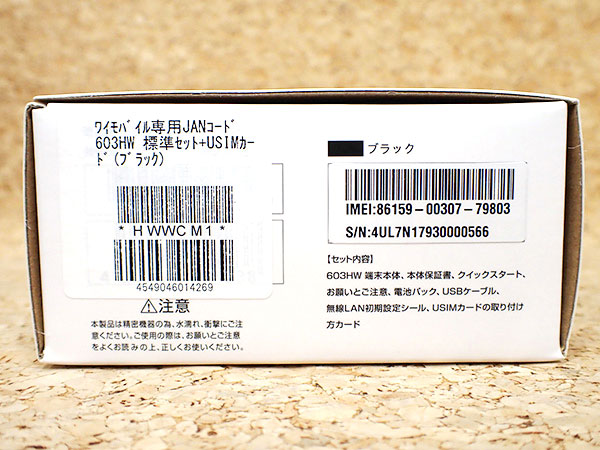 ワイモバイル専用JANコード
603HW 標準セット+USIMカー
ド(ブラック)
* HWWCM1 *
4549046014269
⚠注意
本製品は精密機器の為、水濡れ、衝撃にご注
意ください。ご使用の際は、お願いとご注意
をよくお読みの上、正しくお使いください。
ブラック
IMEI:86159-00307-79803
S/N:4UL7N17930000566
【セット内容】
603HW 端末本体、本体保証書、クイックスタート、
お願いとご注意、電池パック、USBケーブル、
無線LAN初期設定シール、USIMカードの取り付け
方カード